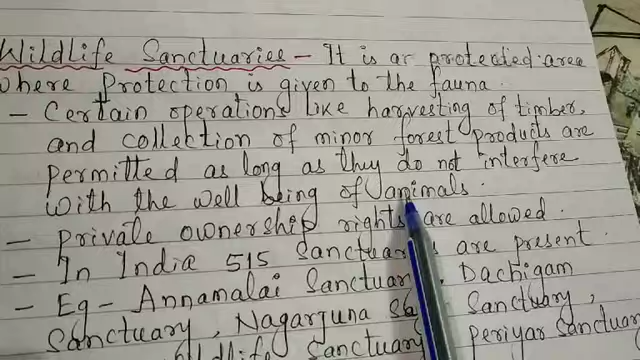 Wildlife Sanctuaries - It is a protected area
where Protection is given to the fauna.
- Certain operations like harvesting of timber,
and collection of minor forest products are
permitted as long as they do not interfere
with the well being of animals.
- Private ownership rights are allowed.
- In India 515 Sanctuaries are present.
- Eg- Annamalai Sanctuary, Dachigam
Sanctuary, Nagarjuna Sanctuary,
Sanctuary Periyar Sanctuary